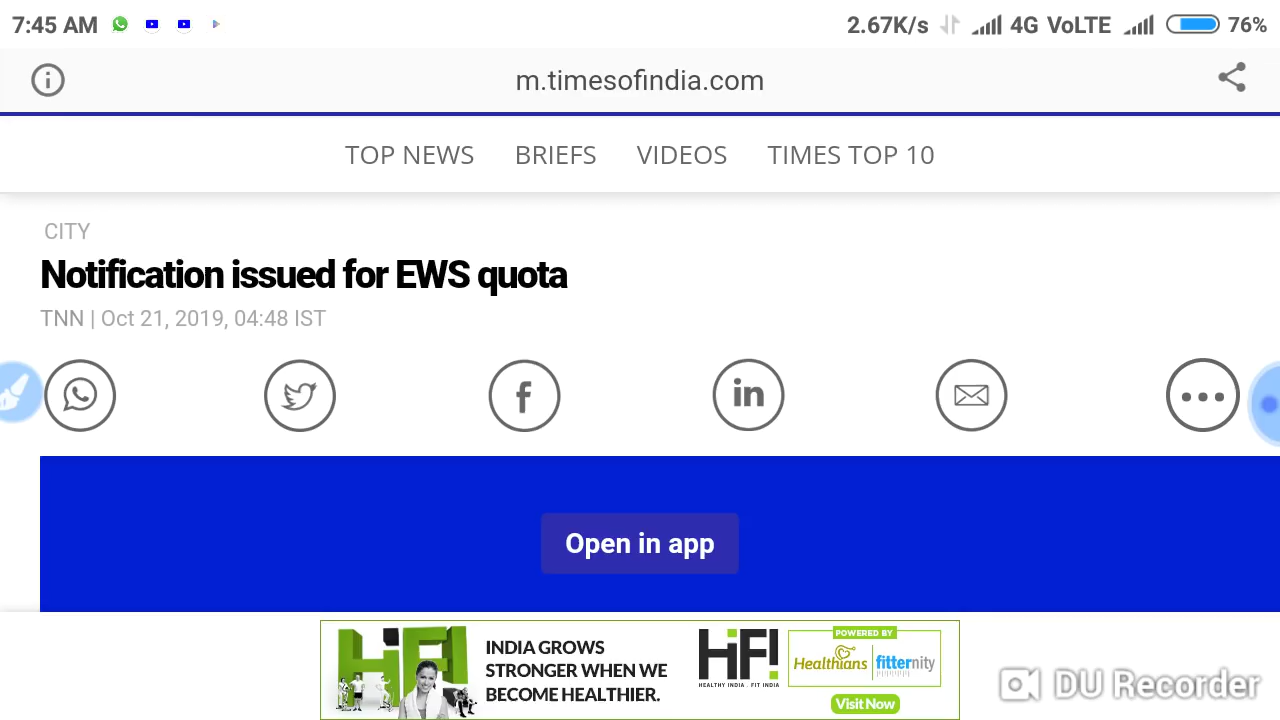 7:45 AM 2.67K/s 4G VoLTE 76%
m.timesofindia.com
TOP NEWS BRIEFS VIDEOS TIMES TOP 10
CITY
Notification issued for EWS quota
TNN | Oct 21, 2019, 04:48 IST
Open in app
HiF!
INDIA GROWS
STRONGER WHEN WE
BECOME HEALTHIER.
HiF!
HEALTHY INDIA . FIT INDIA
POWERED BY
Healthians fitternity
Visit Now
DU Recorder